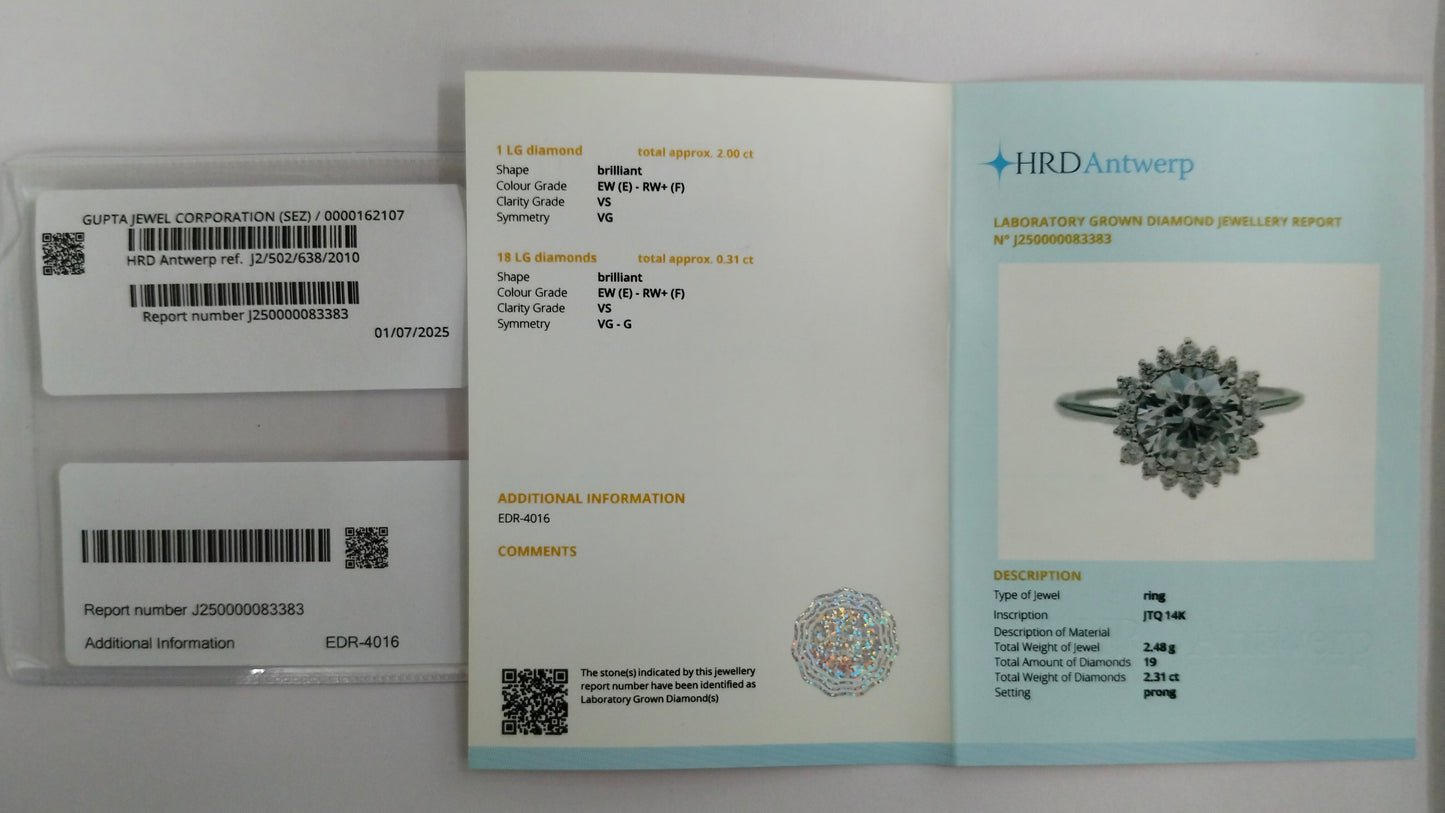 GUPTA JEWEL CORPORATION (SEZ) / 0000162107
HRD Antwerp ref. J2/502/638/2010
Report number J250000083383
01/07/2025
Report number J250000083383
Additional Information EDR-4016
1 LG diamond total approx. 2.00 ct
Shape brilliant
Colour Grade EW (E) - RW+ (F)
Clarity Grade VS
Symmetry VG
18 LG diamonds total approx. 0.31 ct
Shape brilliant
Colour Grade EW (E) - RW+ (F)
Clarity Grade VS
Symmetry VG - G
ADDITIONAL INFORMATION
EDR-4016
COMMENTS
The stone(s) indicated by this jewellery
report number have been identified as
Laboratory Grown Diamond(s)
HRD Antwerp
LABORATORY GROWN DIAMOND JEWELLERY REPORT
N° J250000083383
DESCRIPTION
Type of Jewel ring
Inscription JTQ 14K
Description of Material
Total Weight of Jewel 2.48 g
Total Amount of Diamonds 19
Total Weight of Diamonds 2.31 ct
Setting prong